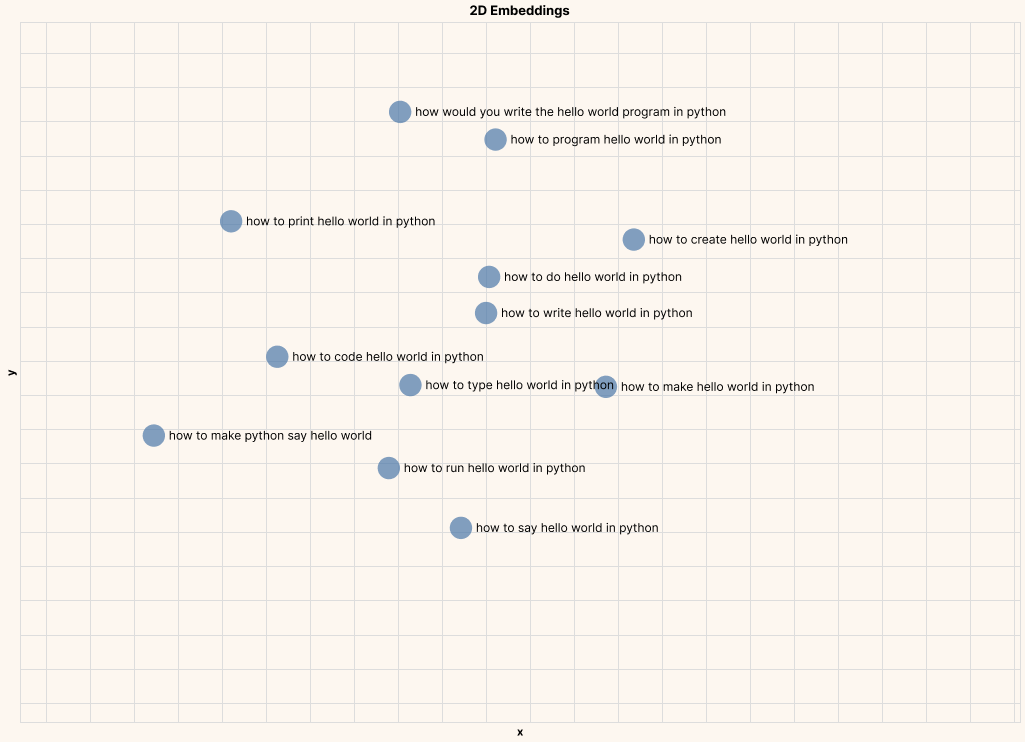 2D Embeddings
how would you write the hello world program in python
how to program hello world in python
how to print hello world in python
how to create hello world in python
how to do hello world in python
how to write hello world in python
how to code hello world in python
y
how to type hello world in python
how to make hello world in python
how to make python say hello world
how to run hello world in python
how to say hello world in python
x